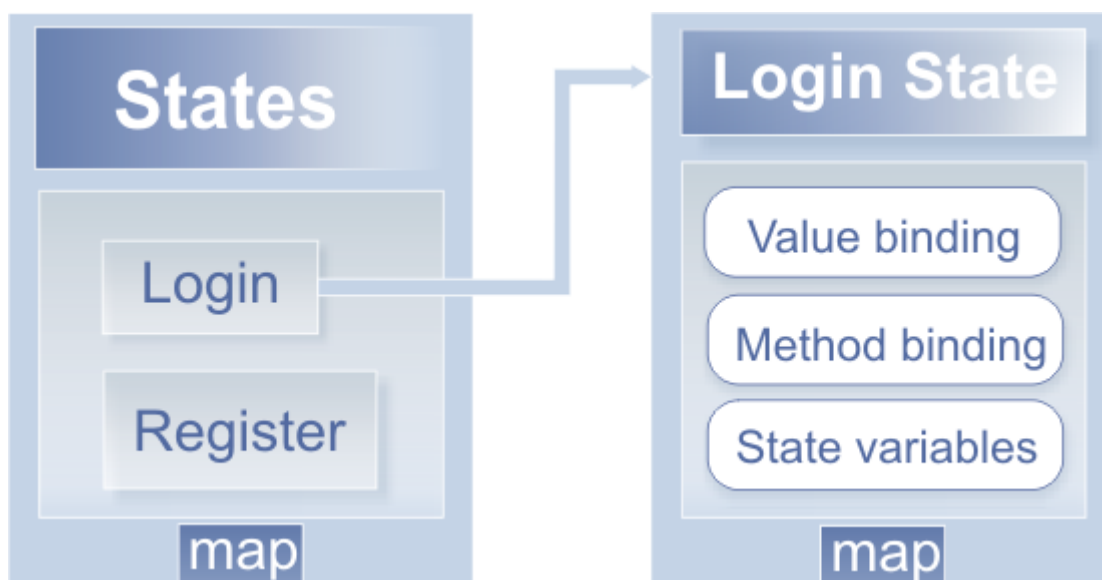 States
Login
Register
map
Login State
Value binding
Method binding
State variables
map